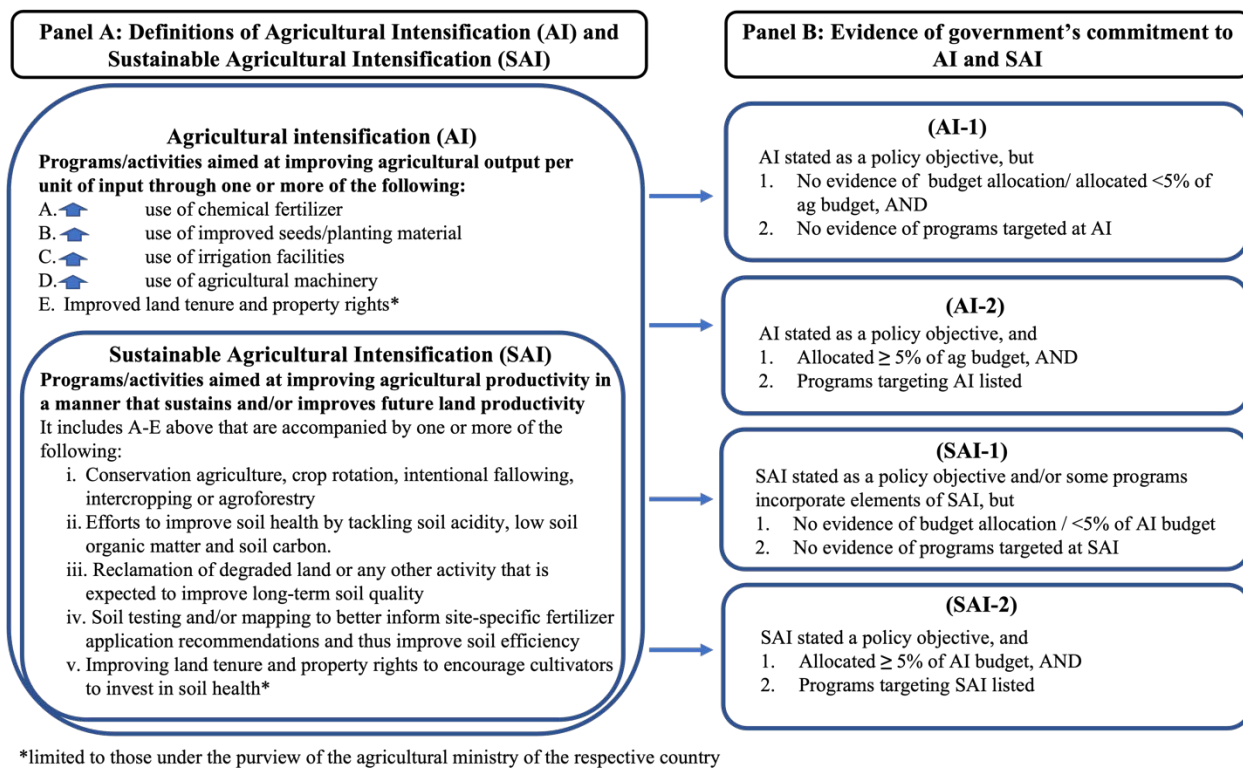 Panel A: Definitions of Agricultural Intensification (AI) and
Sustainable Agricultural Intensification (SAI)
Agricultural intensification (AI)
Programs/activities aimed at improving agricultural output per
unit of input through one or more of the following:
A. use of chemical fertilizer
B. use of improved seeds/planting material
C. use of irrigation facilities
D. use of agricultural machinery
E. Improved land tenure and property rights*
Sustainable Agricultural Intensification (SAI)
Programs/activities aimed at improving agricultural productivity in
a manner that sustains and/or improves future land productivity
It includes A-E above that are accompanied by one or more of the
following:
i. Conservation agriculture, crop rotation, intentional fallowing,
intercropping or agroforestry
ii. Efforts to improve soil health by tackling soil acidity, low soil
organic matter and soil carbon.
iii. Reclamation of degraded land or any other activity that is
expected to improve long-term soil quality
iv. Soil testing and/or mapping to better inform site-specific fertilizer
application recommendations and thus improve soil efficiency
v. Improving land tenure and property rights to encourage cultivators
to invest in soil health*
Panel B: Evidence of government's commitment to
AI and SAI
(AI-1)
AI stated as a policy objective, but
1. No evidence of budget allocation/ allocated <5% of
ag budget, AND
2. No evidence of programs targeted at AI
(AI-2)
AI stated as a policy objective, and
1. Allocated ≥ 5% of ag budget, AND
2. Programs targeting AI listed
(SAI-1)
SAI stated as a policy objective and/or some programs
incorporate elements of SAI, but
1. No evidence of budget allocation / <5% of AI budget
2. No evidence of programs targeted at SAI
(SAI-2)
SAI stated a policy objective, and
1. Allocated ≥ 5% of AI budget, AND
2. Programs targeting SAI listed
*limited to those under the purview of the agricultural ministry of the respective country